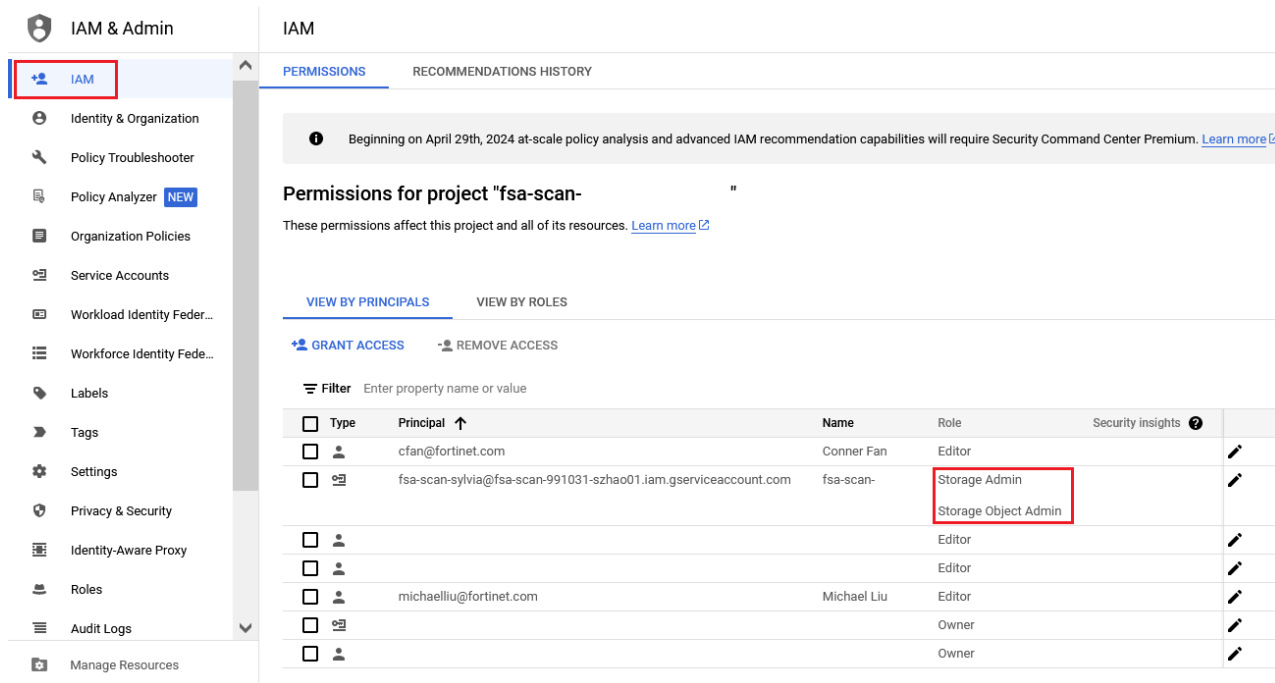 IAM & Admin
IAM
Identity & Organization
Policy Troubleshooter
Policy Analyzer NEW
Organization Policies
Service Accounts
Workload Identity Feder...
Workforce Identity Fede...
Labels
Tags
Settings
Privacy & Security
Identity-Aware Proxy
Roles
Audit Logs
Manage Resources
IAM
PERMISSIONS RECOMMENDATIONS HISTORY
Beginning on April 29th, 2024 at-scale policy analysis and advanced IAM recommendation capabilities will require Security Command Center Premium. Learn more
Permissions for project "fsa-scan- "
These permissions affect this project and all of its resources. Learn more
VIEW BY PRINCIPALS VIEW BY ROLES
GRANT ACCESS REMOVE ACCESS
Filter Enter property name or value
Type Principal Name Role Security insights
cfan@fortinet.com Conner Fan Editor
fsa-scan-sylvia@fsa-scan-991031-szhao01.iam.gserviceaccount.com fsa-scan- Storage Admin
Storage Object Admin
Editor
Editor
michaelliu@fortinet.com Michael Liu Editor
Owner
Owner